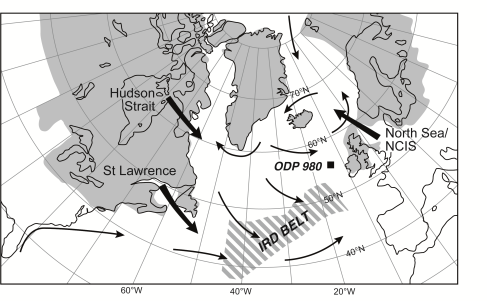 Hudson
Strait
70°N
North Sea/
NCIS
60°N
ODP 980
St Lawrence
50°N
IRD BELT
40°N
60°W
40°W
20°W